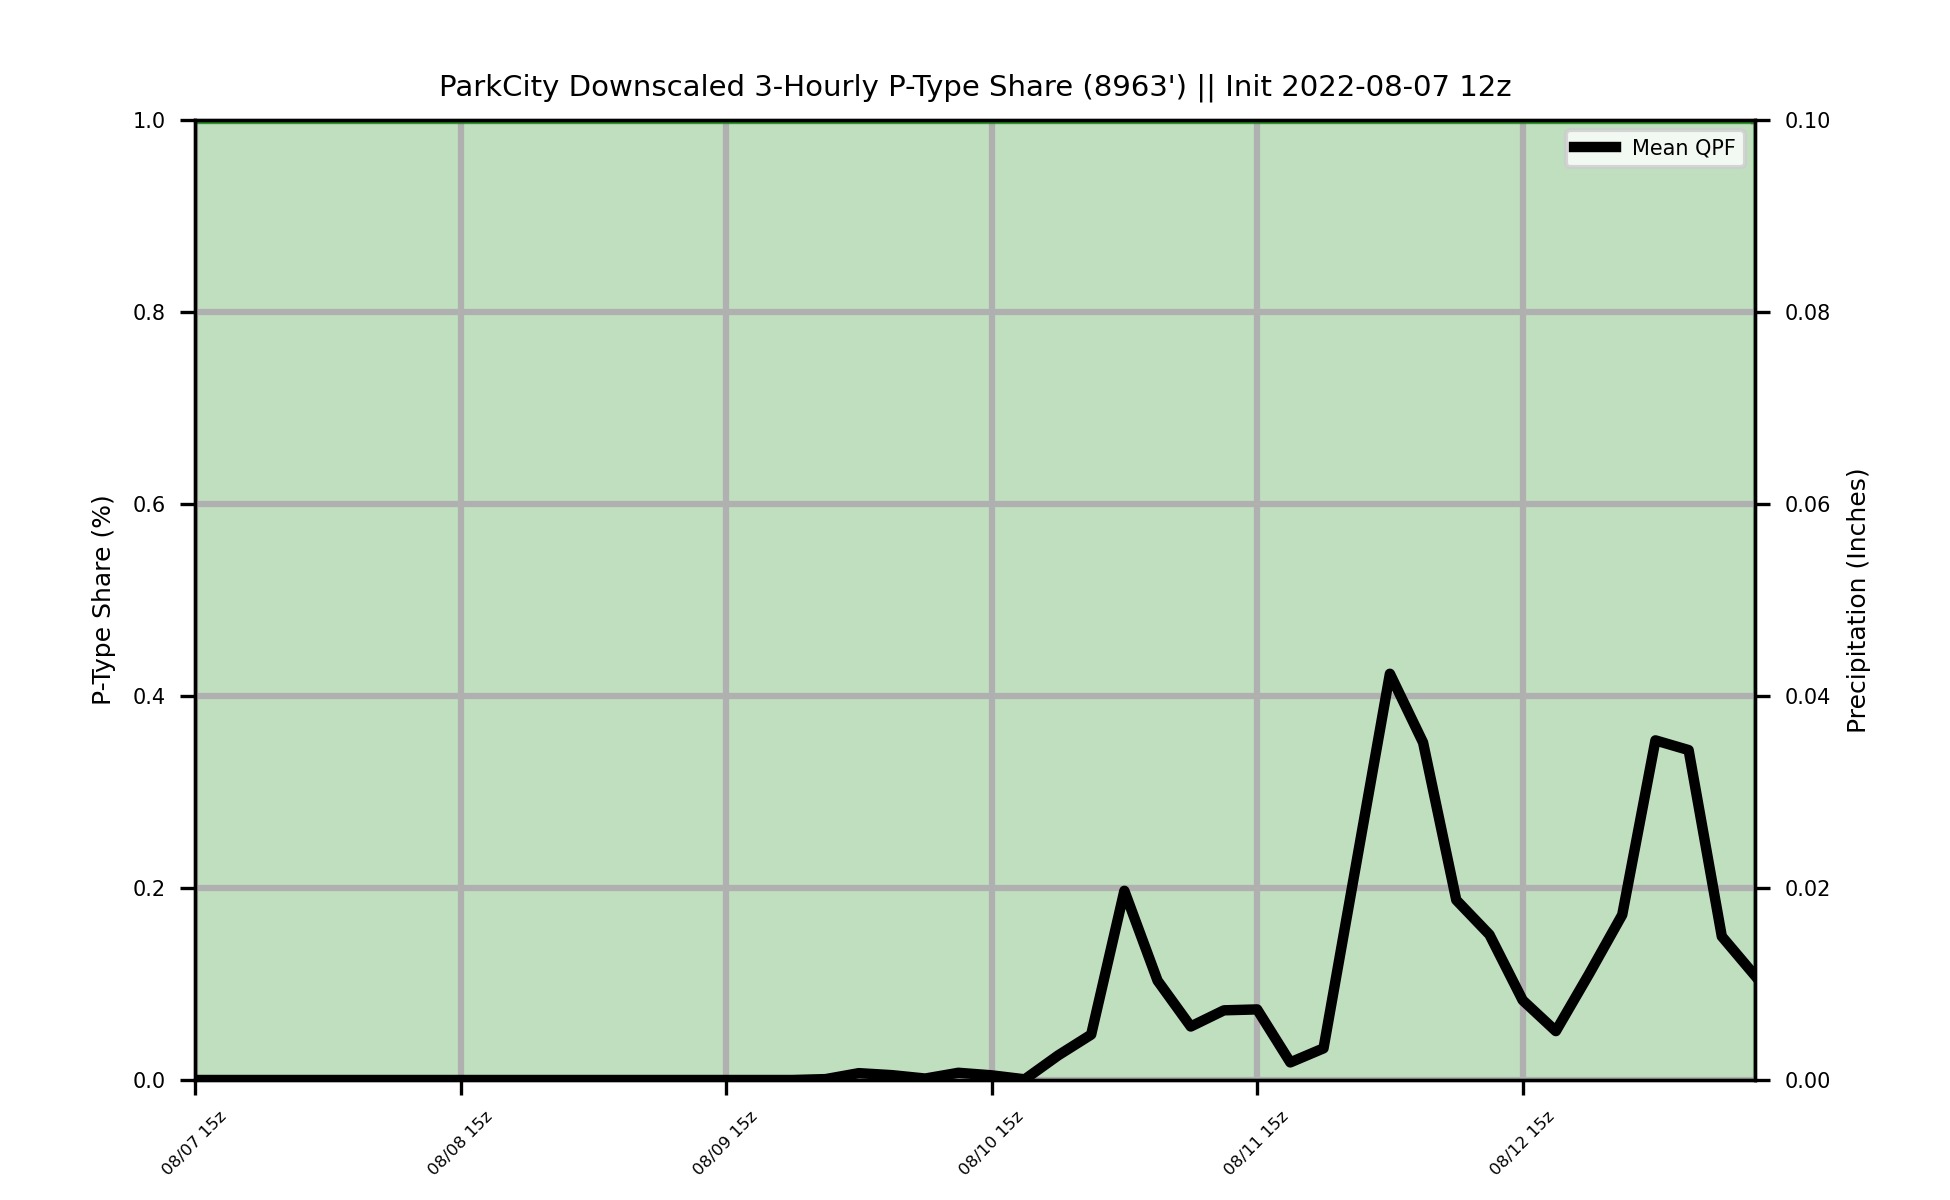 ParkCity Downscaled 3-Hourly P-Type Share (8963') || Init 2022-08-07 12z
Mean QPF
P-Type Share (%)
1.0
0.8
0.6
0.4
0.2
0.0
0.10
0.08
0.06
0.04
0.02
0.00
Precipitation (Inches)
08/07 15z
08/08 15z
08/09 15z
08/10 15z
08/11 15z
08/12 15z